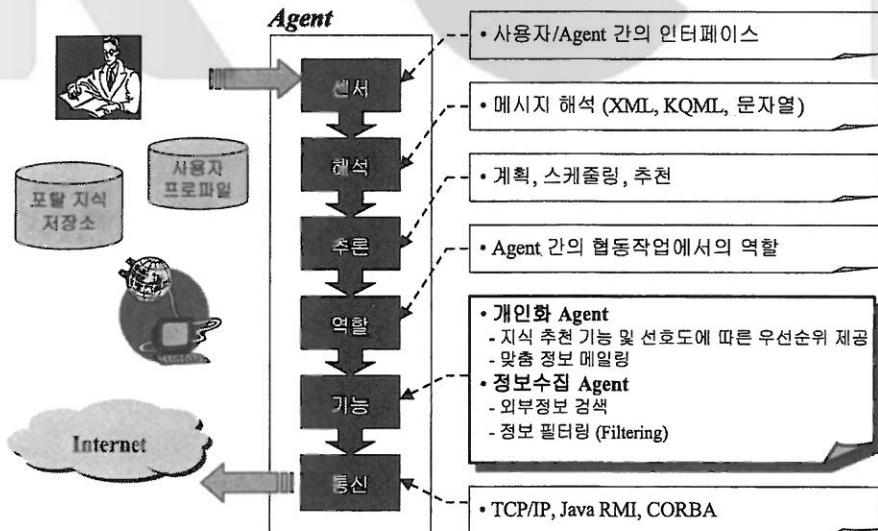 Agent
센서
해석
추론
역할
기능
통신
사용자
프로파일
포탈 지식
저장소
Internet
• 사용자/Agent 간의 인터페이스
• 메시지 해석 (XML, KQML, 문자열)
• 계획, 스케줄링, 추천
• Agent 간의 협동작업에서의 역할
• 개인화 Agent
- 지식 추천 기능 및 선호도에 따른 우선순위 제공
- 맞춤 정보 메일링
• 정보수집 Agent
- 외부정보 검색
- 정보 필터링 (Filtering)
• TCP/IP, Java RMI, CORBA